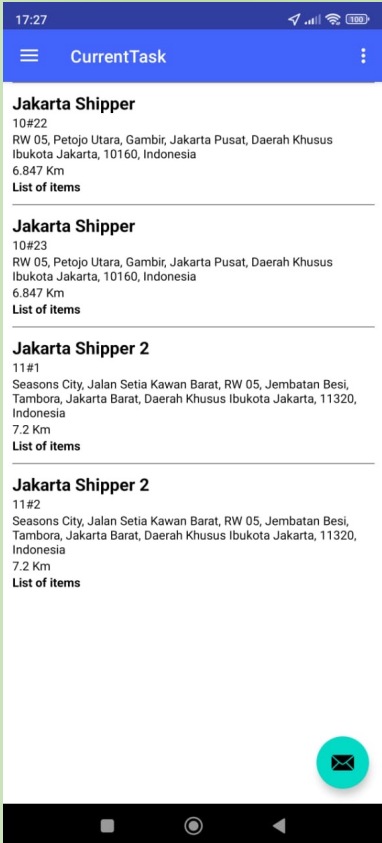 17:27
100
CurrentTask
Jakarta Shipper
10#22
RW 05, Petojo Utara, Gambir, Jakarta Pusat, Daerah Khusus
Ibukota Jakarta, 10160, Indonesia
6.847 Km
List of items
Jakarta Shipper
10#23
RW 05, Petojo Utara, Gambir, Jakarta Pusat, Daerah Khusus
Ibukota Jakarta, 10160, Indonesia
6.847 Km
List of items
Jakarta Shipper 2
11#1
Seasons City, Jalan Setia Kawan Barat, RW 05, Jembatan Besi,
Tambora, Jakarta Barat, Daerah Khusus Ibukota Jakarta, 11320,
Indonesia
7.2 Km
List of items
Jakarta Shipper 2
11#2
Seasons City, Jalan Setia Kawan Barat, RW 05, Jembatan Besi,
Tambora, Jakarta Barat, Daerah Khusus Ibukota Jakarta, 11320,
Indonesia
7.2 Km
List of items